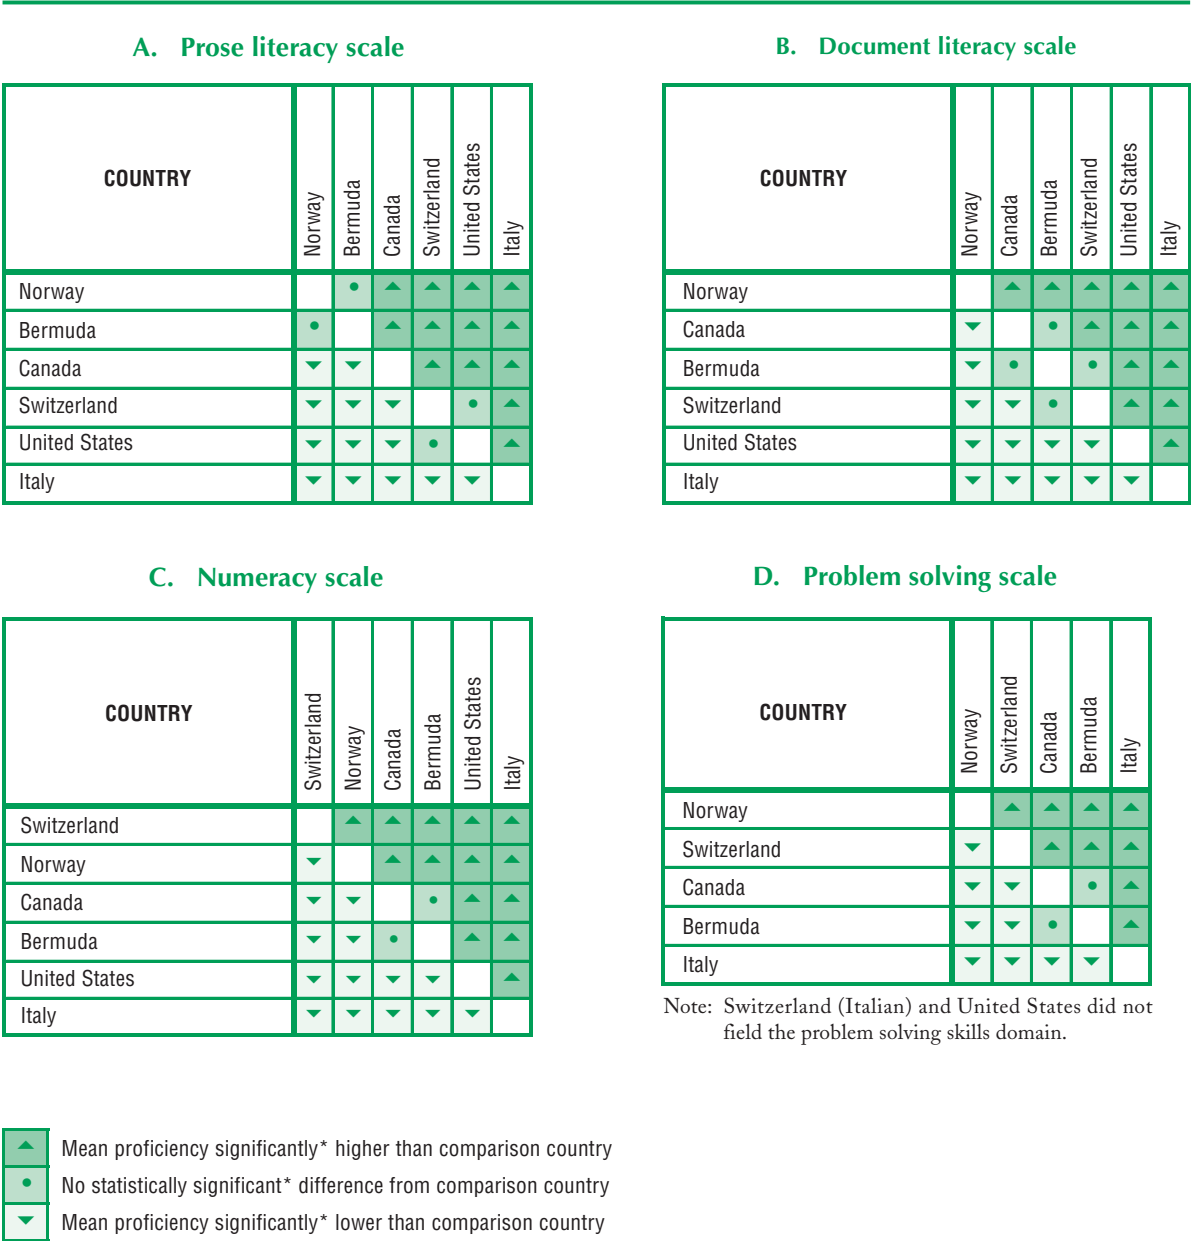 A. Prose literacy scale
COUNTRY
Norway
Bermuda
Canada
Switzerland
United States
Italy
Norway
Bermuda
Canada
Switzerland
United States
Italy
B. Document literacy scale
COUNTRY
Norway
Canada
Bermuda
Switzerland
United States
Italy
Norway
Canada
Bermuda
Switzerland
United States
Italy
C. Numeracy scale
COUNTRY
Switzerland
Norway
Canada
Bermuda
United States
Italy
Switzerland
Norway
Canada
Bermuda
United States
Italy
D. Problem solving scale
COUNTRY
Norway
Switzerland
Canada
Bermuda
Italy
Norway
Switzerland
Canada
Bermuda
Italy
Note: Switzerland (Italian) and United States did not
field the problem solving skills domain.
Mean proficiency significantly* higher than comparison country
No statistically significant* difference from comparison country
Mean proficiency significantly* lower than comparison country